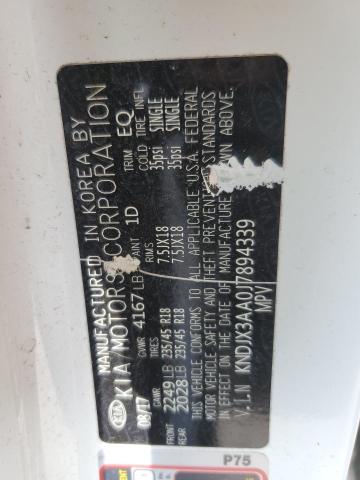 MANUFACTURED IN KOREA BY
KIA KIA MOTORS CORPORATION
08/17 GVWR 4167 LB PAINT 1D TRIM EQ
GAWR TIRES RIMS COLD TIRE INFL
FRONT 2249 LB 235/45 R18 7.5JX18 35psi SINGLE
REAR 2028 LB 235/45 R18 7.5JX18 35psi SINGLE
THIS VEHICLE CONFORMS TO ALL APPLICABLE U.S.A. FEDERAL
MOTOR VEHICLE SAFETY AND THEFT PREVENTION STANDARDS
IN EFFECT ON THE DATE OF MANUFACTURE SHOWN ABOVE.
V.I.N KNDJX3AA0J7894339
MPV
P75